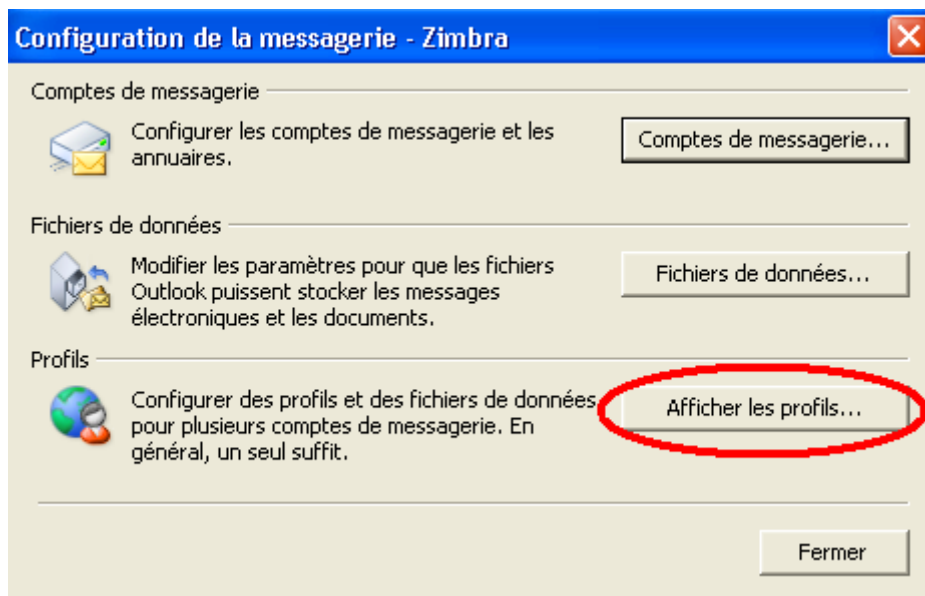 Configuration de la messagerie - Zimbra
Comptes de messagerie
Configurer les comptes de messagerie et les
annuaires.
Comptes de messagerie...
Fichiers de données
Modifier les paramètres pour que les fichiers
Outlook puissent stocker les messages
électroniques et les documents.
Fichiers de données...
Profils
Configurer des profils et des fichiers de données
pour plusieurs comptes de messagerie. En
général, un seul suffit.
Afficher les profils...
Fermer